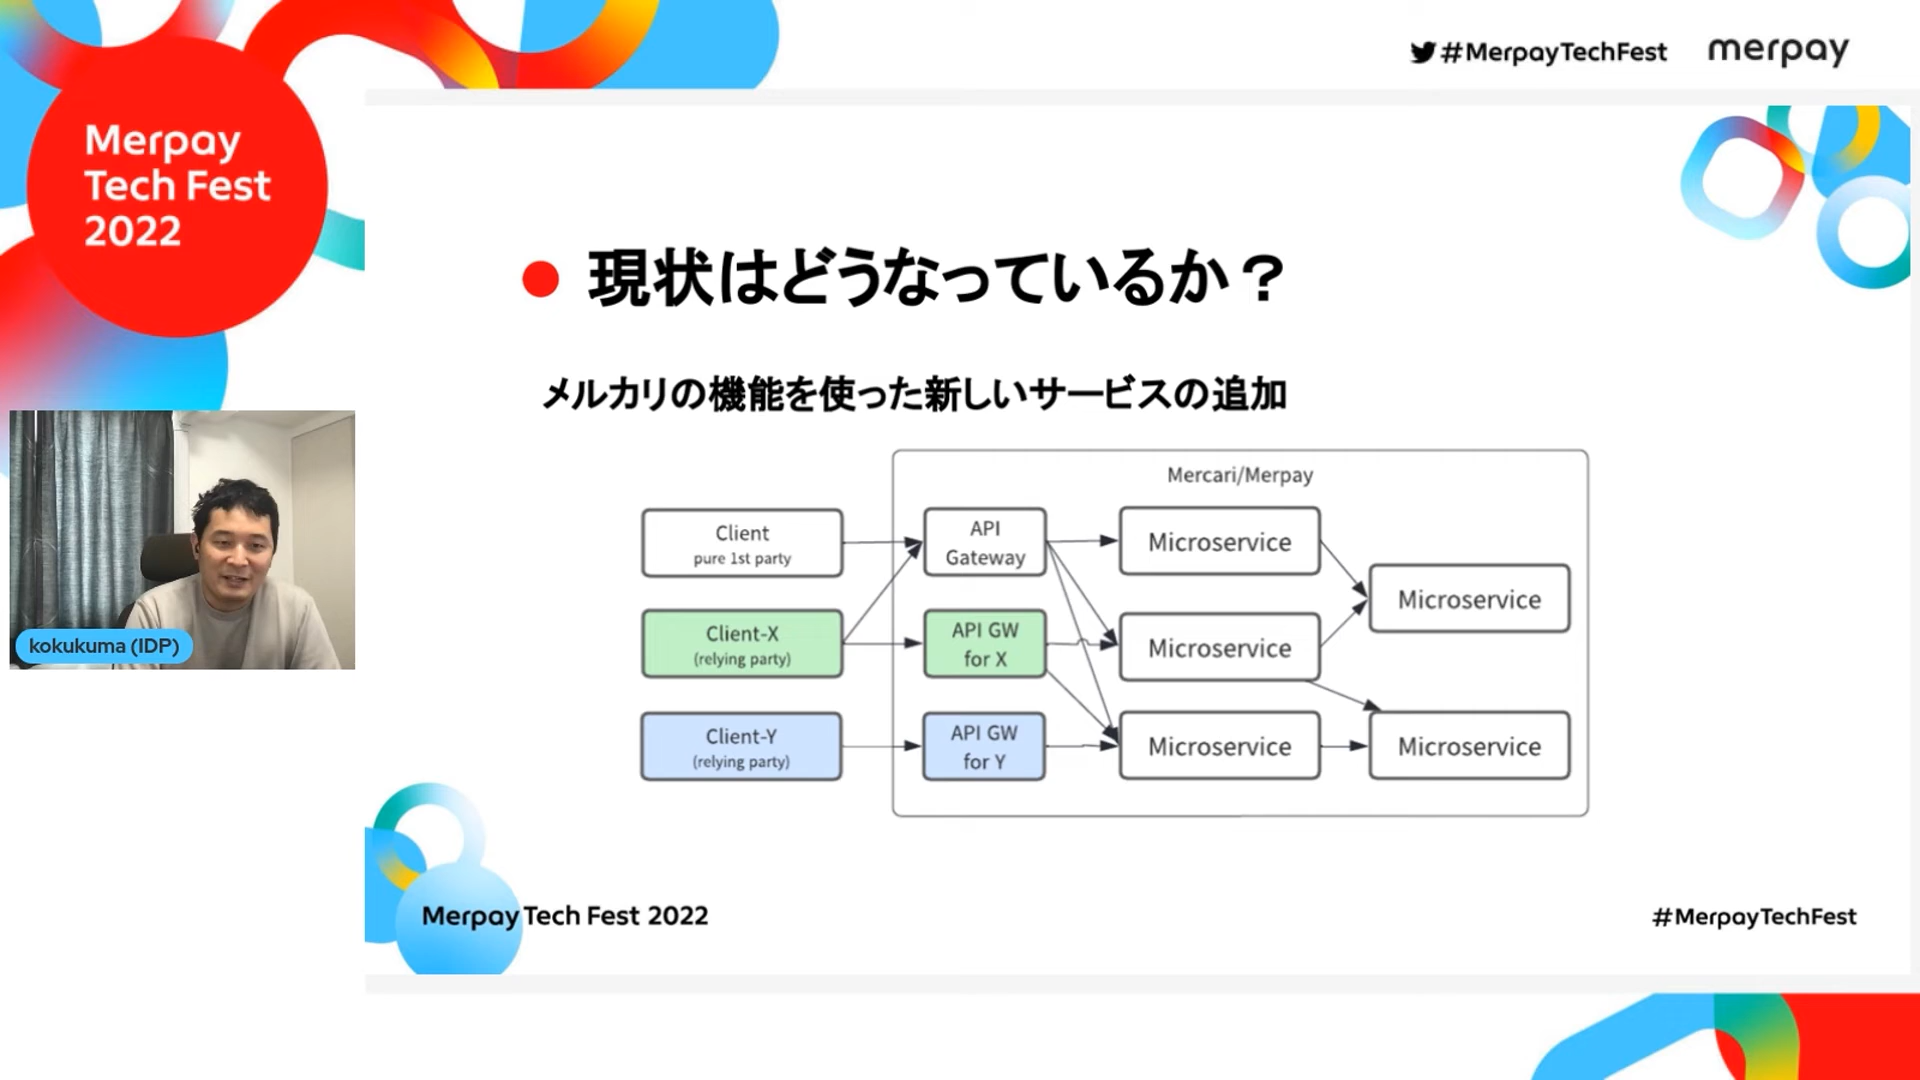 #MerpayTechFest
merpay
Merpay
Tech Fest
2022
現状はどうなっているか？
メルカリの機能を使った新しいサービスの追加
Mercari/Merpay
Client
pure 1st party
API
Gateway
Microservice
Microservice
Client-X
(relying party)
API GW
for X
Microservice
Client-Y
(relying party)
API GW
for Y
Microservice
Microservice
kokukuma (IDP)
Merpay Tech Fest 2022
#MerpayTechFest